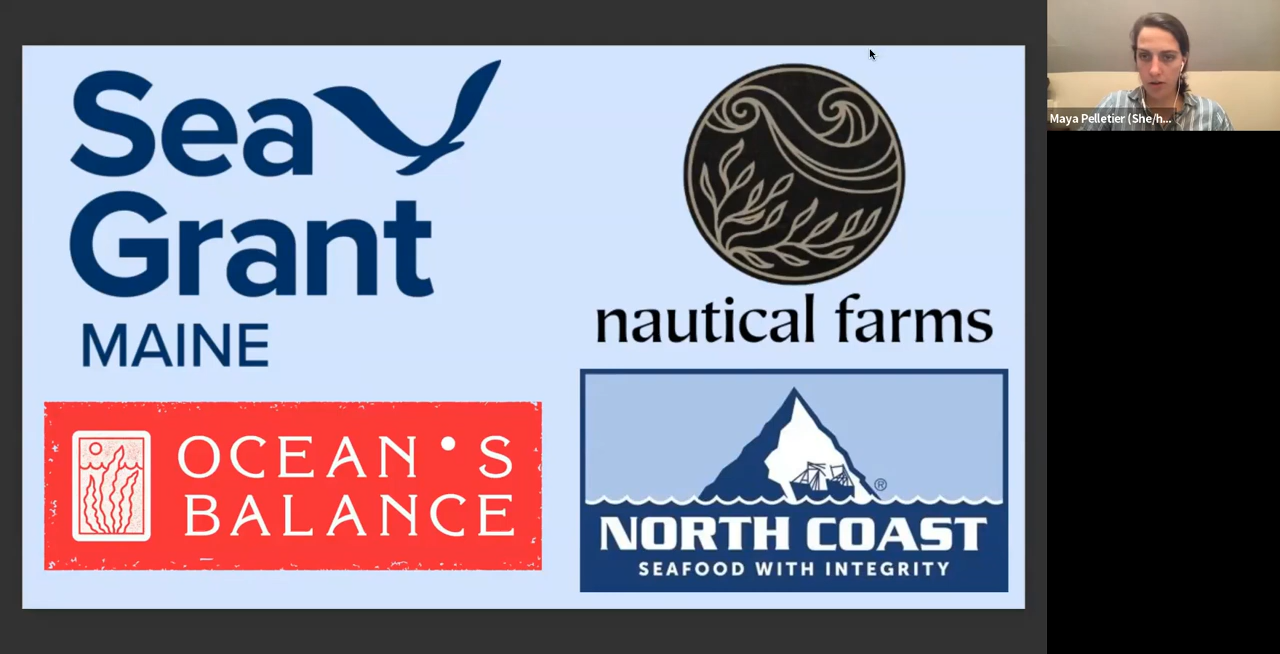 Sea
Grant
MAINE
nautical farms
OCEAN'S
BALANCE
®
NORTH COAST
SEAFOOD WITH INTEGRITY
Maya Pelletier (She/h...